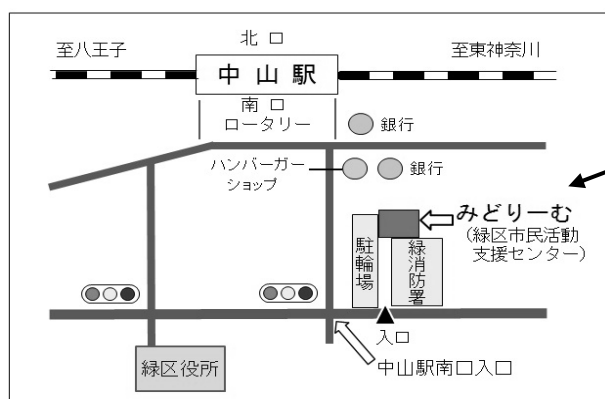 北 口
至八王子
至東神奈川
中 山 駅
南 口
ロータリー
銀行
ハンバーガー
ショップ
銀行
みどりーむ
(緑区市民活動
支援センター)
駐輪場
緑消防署
入口
緑区役所
中山駅南口入口